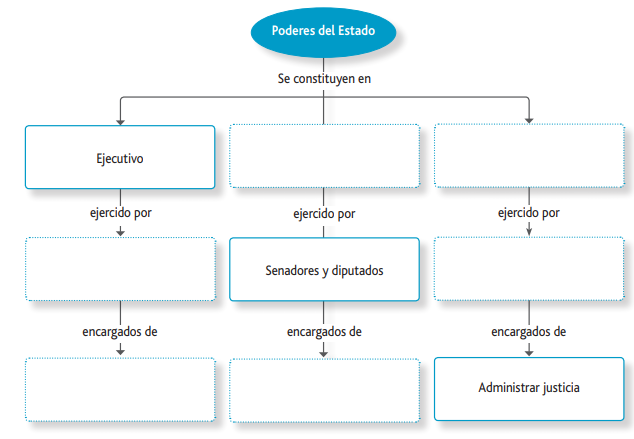 Poderes del Estado
Se constituyen en
Ejecutivo
ejercido por
ejercido por
ejercido por
Senadores y diputados
encargados de
encargados de
encargados de
Administrar justicia